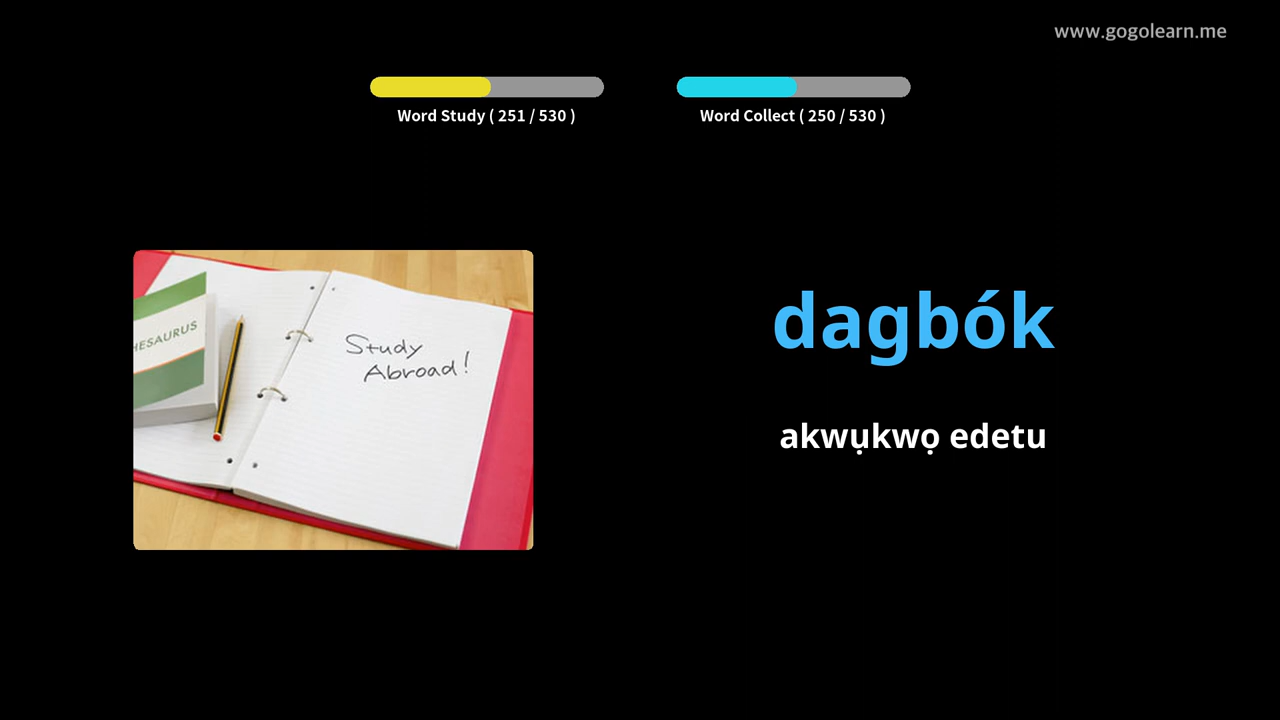 www.gogolearn.me
Word Study ( 251 / 530 )
Word Collect ( 250 / 530 )
HESAURUS
Study
Abroad!
dagbók
akwụkwọ edetu